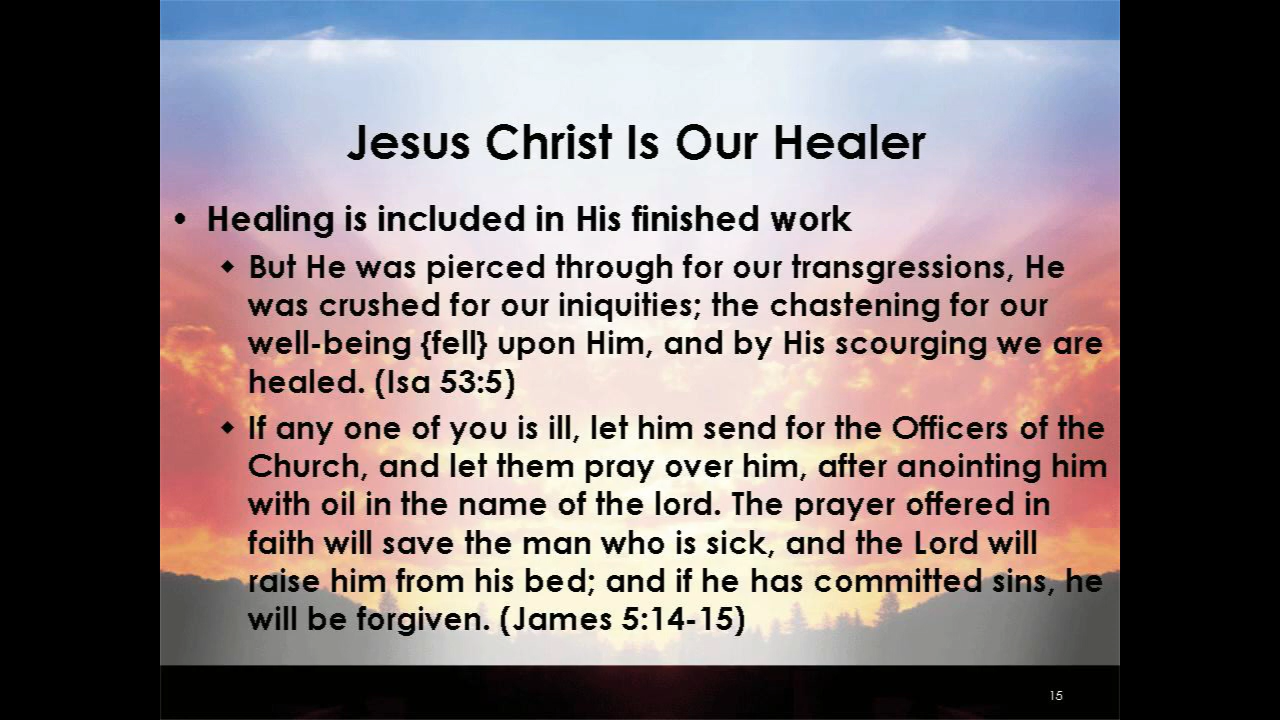 Jesus Christ Is Our Healer
• Healing is included in His finished work
◆ But He was pierced through for our transgressions, He
was crushed for our iniquities; the chastening for our
well-being {fell} upon Him, and by His scourging we are
healed. (Isa 53:5)
◆ If any one of you is ill, let him send for the Officers of the
Church, and let them pray over him, after anointing him
with oil in the name of the lord. The prayer offered in
faith will save the man who is sick, and the Lord will
raise him from his bed; and if he has committed sins, he
will be forgiven. (James 5:14-15)
15